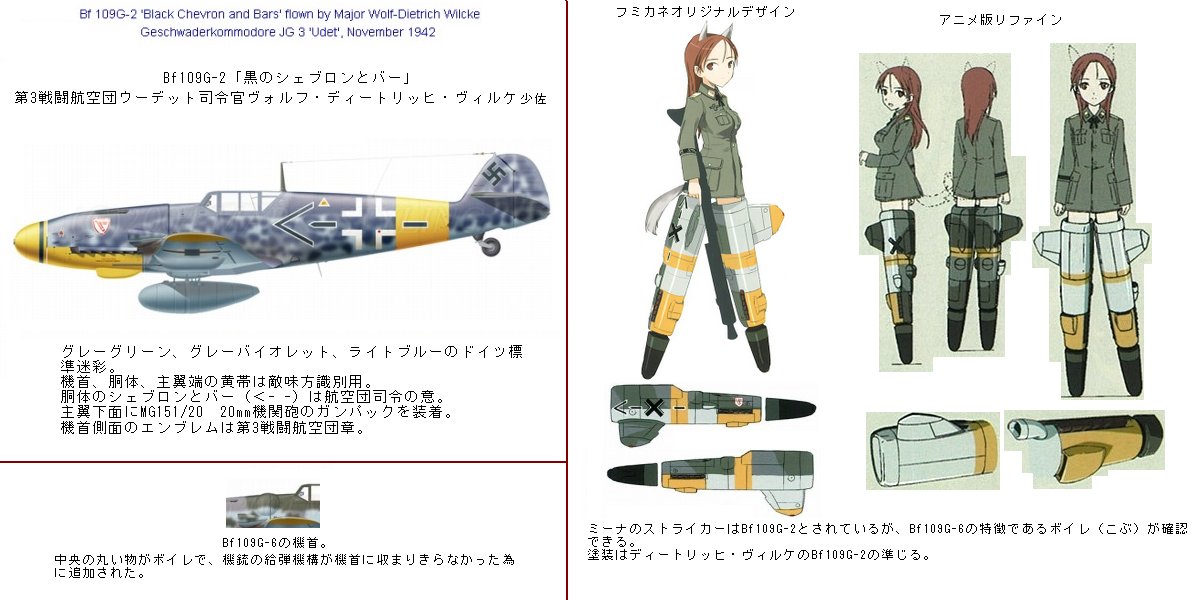 Bf 109G-2 'Black Chevron and Bars' flown by Major Wolf-Dietrich Wilcke
Geschwaderkommodore JG 3 'Udet', November 1942
Bf109G-2「黒のシェブロンとバー」
第3戦闘航空団ウーデット司令官ヴォルフ・ディートリッヒ・ヴィルケ少佐
グレーグリーン、グレーバイオレット、ライトブルーのドイツ標
準迷彩。
機首、胴体、主翼端の黄帯は敵味方識別用。
胴体のシェブロンとバー（＜- -）は航空団司令の意。
主翼下面にMG151/20　20mm機関砲のガンパックを装着。
機首側面のエンブレムは第3戦闘航空団章。
Bf109G-6の機首。
中央の丸い物がボイレで、機銃の給弾機構が機首に収まりきらなかった為
に追加された。
フミカネオリジナルデザイン
アニメ版リファイン
ミーナのストライカーはBf109G-2とされているが、Bf109G-6の特徴であるボイレ（こぶ）が確認
できる。
塗装はディートリッヒ・ヴィルケのBf109G-2の準じる。